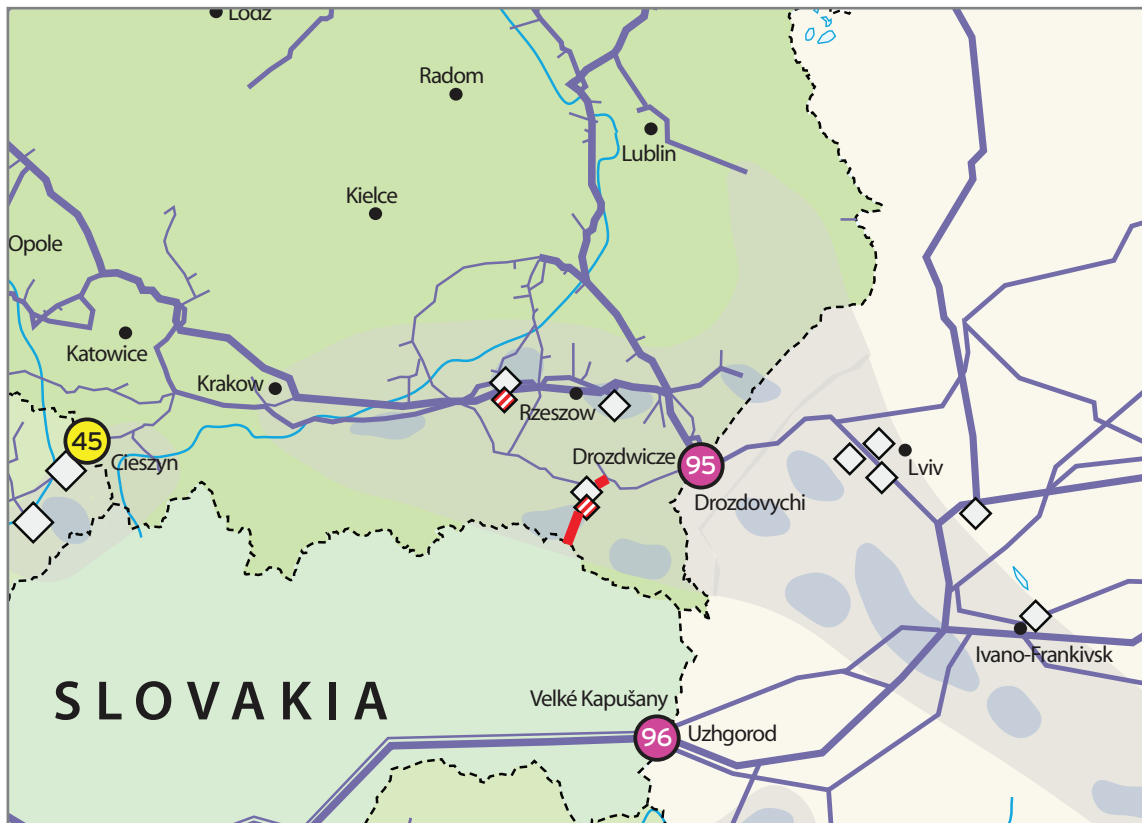 Lodz
Radom
Lublin
Kielce
Opole
Katowice
Krakow
Rzeszow
45
Cieszyn
Drozdwicze
95
Lviv
Drozdovychi
Ivano-Frankivsk
SLOVAKIA
Velké Kapušany
96
Uzhgorod